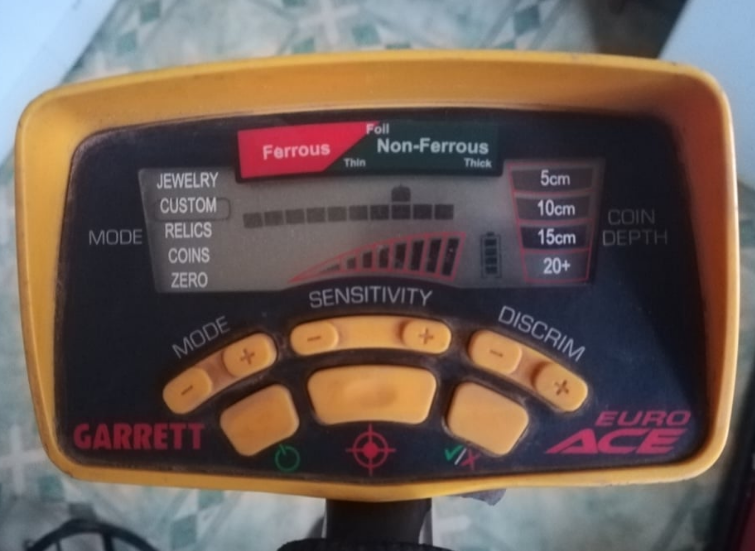 Ferrous
Foil
Thin
Non-Ferrous
Thick
JEWELRY
CUSTOM
RELICS
COINS
ZERO
MODE
5cm
10cm
15cm
20+
COIN
DEPTH
SENSITIVITY
- +
MODE
- +
DISCRIM
- +
GARRETT
EURO
ACE